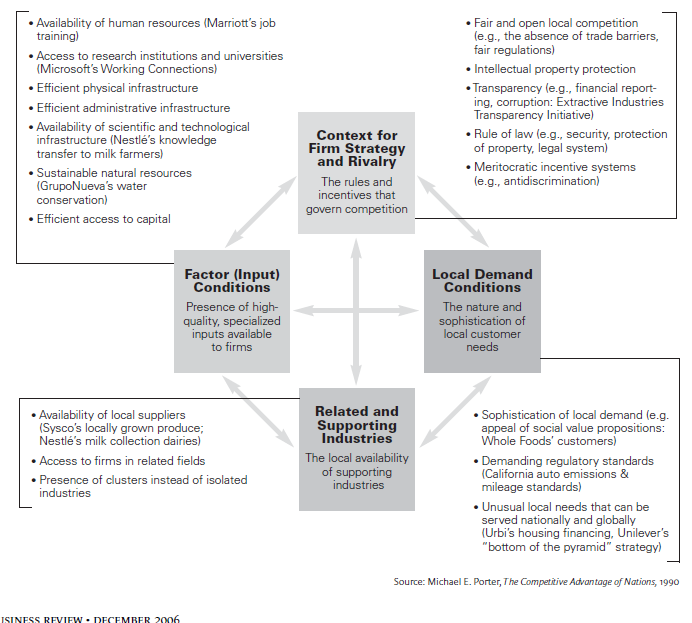 • Availability of human resources (Marriott's job
training)
• Access to research institutions and universities
(Microsoft's Working Connections)
• Efficient physical infrastructure
• Efficient administrative infrastructure
• Availability of scientific and technological
infrastructure (Nestlé's knowledge
transfer to milk farmers)
• Sustainable natural resources
(GrupoNueva's water
conservation)
• Efficient access to capital
• Fair and open local competition
(e.g., the absence of trade barriers,
fair regulations)
• Intellectual property protection
• Transparency (e.g., financial report-
ing, corruption: Extractive Industries
Transparency Initiative)
• Rule of law (e.g., security, protection
of property, legal system)
• Meritocratic incentive systems
(e.g., antidiscrimination)
Context for
Firm Strategy
and Rivalry
The rules and
incentives that
govern competition
Factor (Input)
Conditions
Presence of high-
quality, specialized
inputs available
to firms
Local Demand
Conditions
The nature and
sophistication of
local customer
needs
Related and
Supporting
Industries
The local availability
of supporting
industries
• Availability of local suppliers
(Sysco's locally grown produce;
Nestlé's milk collection dairies)
• Access to firms in related fields
• Presence of clusters instead of isolated
industries
• Sophistication of local demand (e.g.
appeal of social value propositions:
Whole Foods' customers)
• Demanding regulatory standards
(California auto emissions &
mileage standards)
• Unusual local needs that can be
served nationally and globally
(Urbi's housing financing, Unilever's
"bottom of the pyramid" strategy)
Source: Michael E. Porter, The Competitive Advantage of Nations, 1990
USINESS REVIEW • DECEMBER 2006